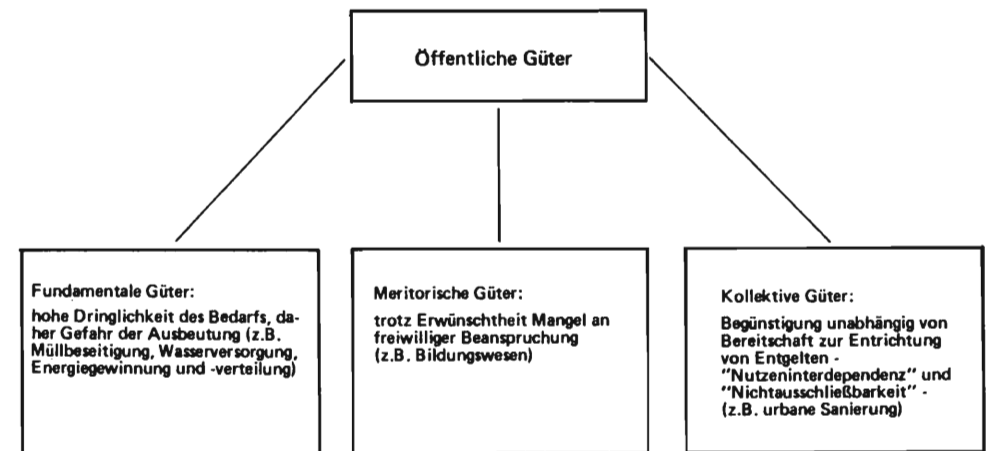 Öffentliche Güter
Fundamentale Güter:
hohe Dringlichkeit des Bedarfs, da-
her Gefahr der Ausbeutung (z.B.
Müllbeseitigung, Wasserversorgung,
Energiegewinnung und -verteilung)
Meritorische Güter:
trotz Erwünschtheit Mangel an
freiwilliger Beanspruchung
(z.B. Bildungswesen)
Kollektive Güter:
Begünstigung unabhängig von
Bereitschaft zur Entrichtung
von Entgelten -
"Nutzeninterdependenz" und
"Nichtausschließbarkeit" -
(z.B. urbane Sanierung)